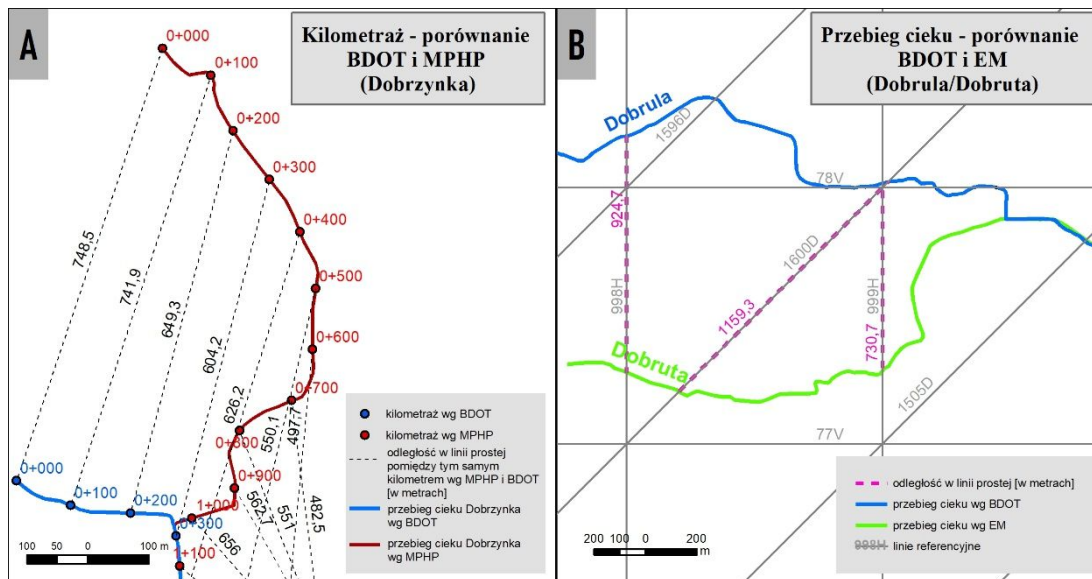 A
Kilometraż - porównanie
BDOT i MPHP
(Dobrzynka)
0+000
0+100
0+200
0+300
0+400
0+500
0+600
0+700
0+800
0+900
1+000
1+100
748,5
741,9
649,3
604,2
626,2
550,1
497,7
562,7
551
482,5
656
0+000
0+100
0+200
0+300
100 50 0 100 m
kilometraż wg BDOT
kilometraż wg MPHP
odległość w linii prostej
pomiędzy tym samym
kilometrem wg MPHP i BDOT
[w metrach]
przebieg cieku Dobrzynka
wg BDOT
przebieg cieku Dobrzynka
wg MPHP
B
Przebieg cieku - porównanie
BDOT i EM
(Dobrula/Dobruta)
Dobrula
1596D
78V
924,7
998H
1600D
1159,3
999H
730,7
Dobruta
1505D
77V
200 100 0 200 m
odległość w linii prostej [w metrach]
przebieg cieku wg BDOT
przebieg cieku wg EM
998H linie referencyjne